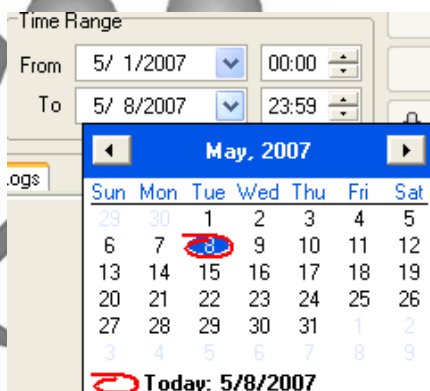 Time Range
From 5/ 1/2007 00:00
To 5/ 8/2007 23:59
May, 2007
Logs
Sun Mon Tue Wed Thu Fri Sat
29 30 1 2 3 4 5
6 7 8 9 10 11 12
13 14 15 16 17 18 19
20 21 22 23 24 25 26
27 28 29 30 31 1 2
3 4 5 6 7 8 9
Today: 5/8/2007